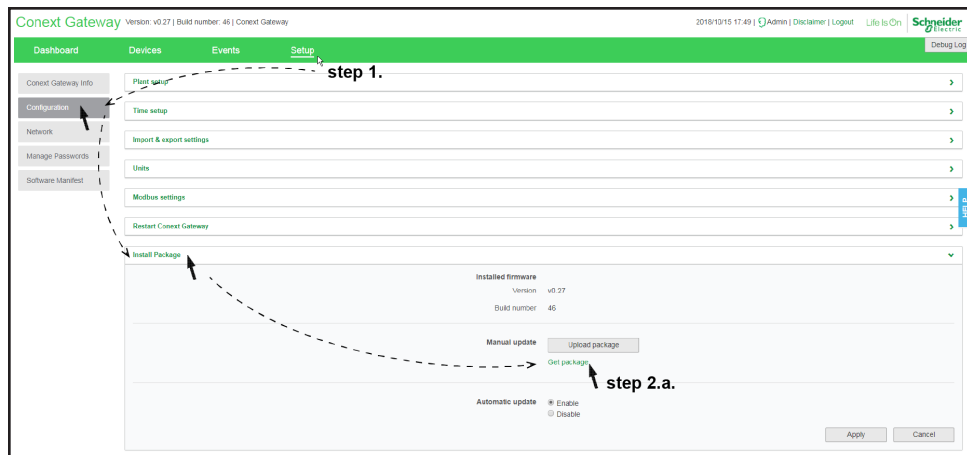 Conext Gateway Version: v0.27 | Build number: 46 | Conext Gateway
2018/10/15 17:49 | Admin | Disclaimer | Logout Life Is On Schneider Electric
Dashboard Devices Events Setup Debug Log
step 1.
Conext Gateway Info
Configuration
Network
Manage Passwords
Software Manifest
Plant setup
Time setup
Import & export settings
Units
Modbus settings
Restart Conext Gateway
Install Package
Installed firmware
Version v0.27
Build number 46
Manual update Upload package
Get package
step 2.a.
Automatic update Enable
Disable
Apply Cancel